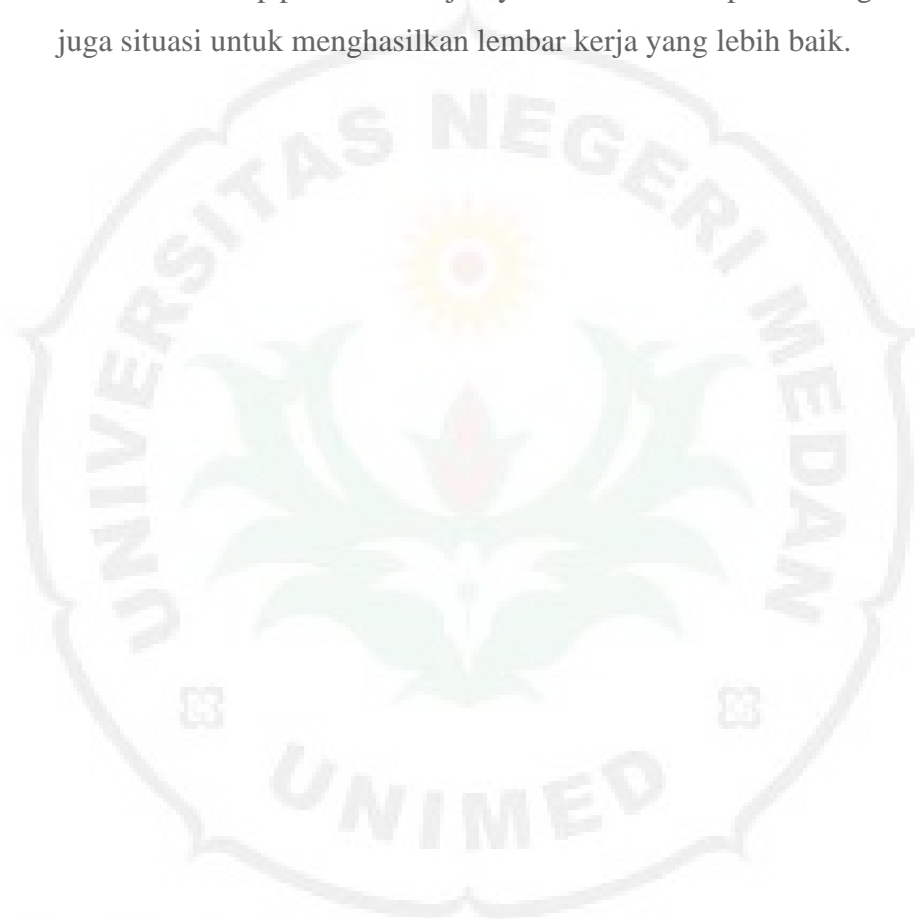 juga situasi untuk menghasilkan lembar kerja yang lebih baik.
UNIVERSITAS NEGERI MEDAN
UNIMED